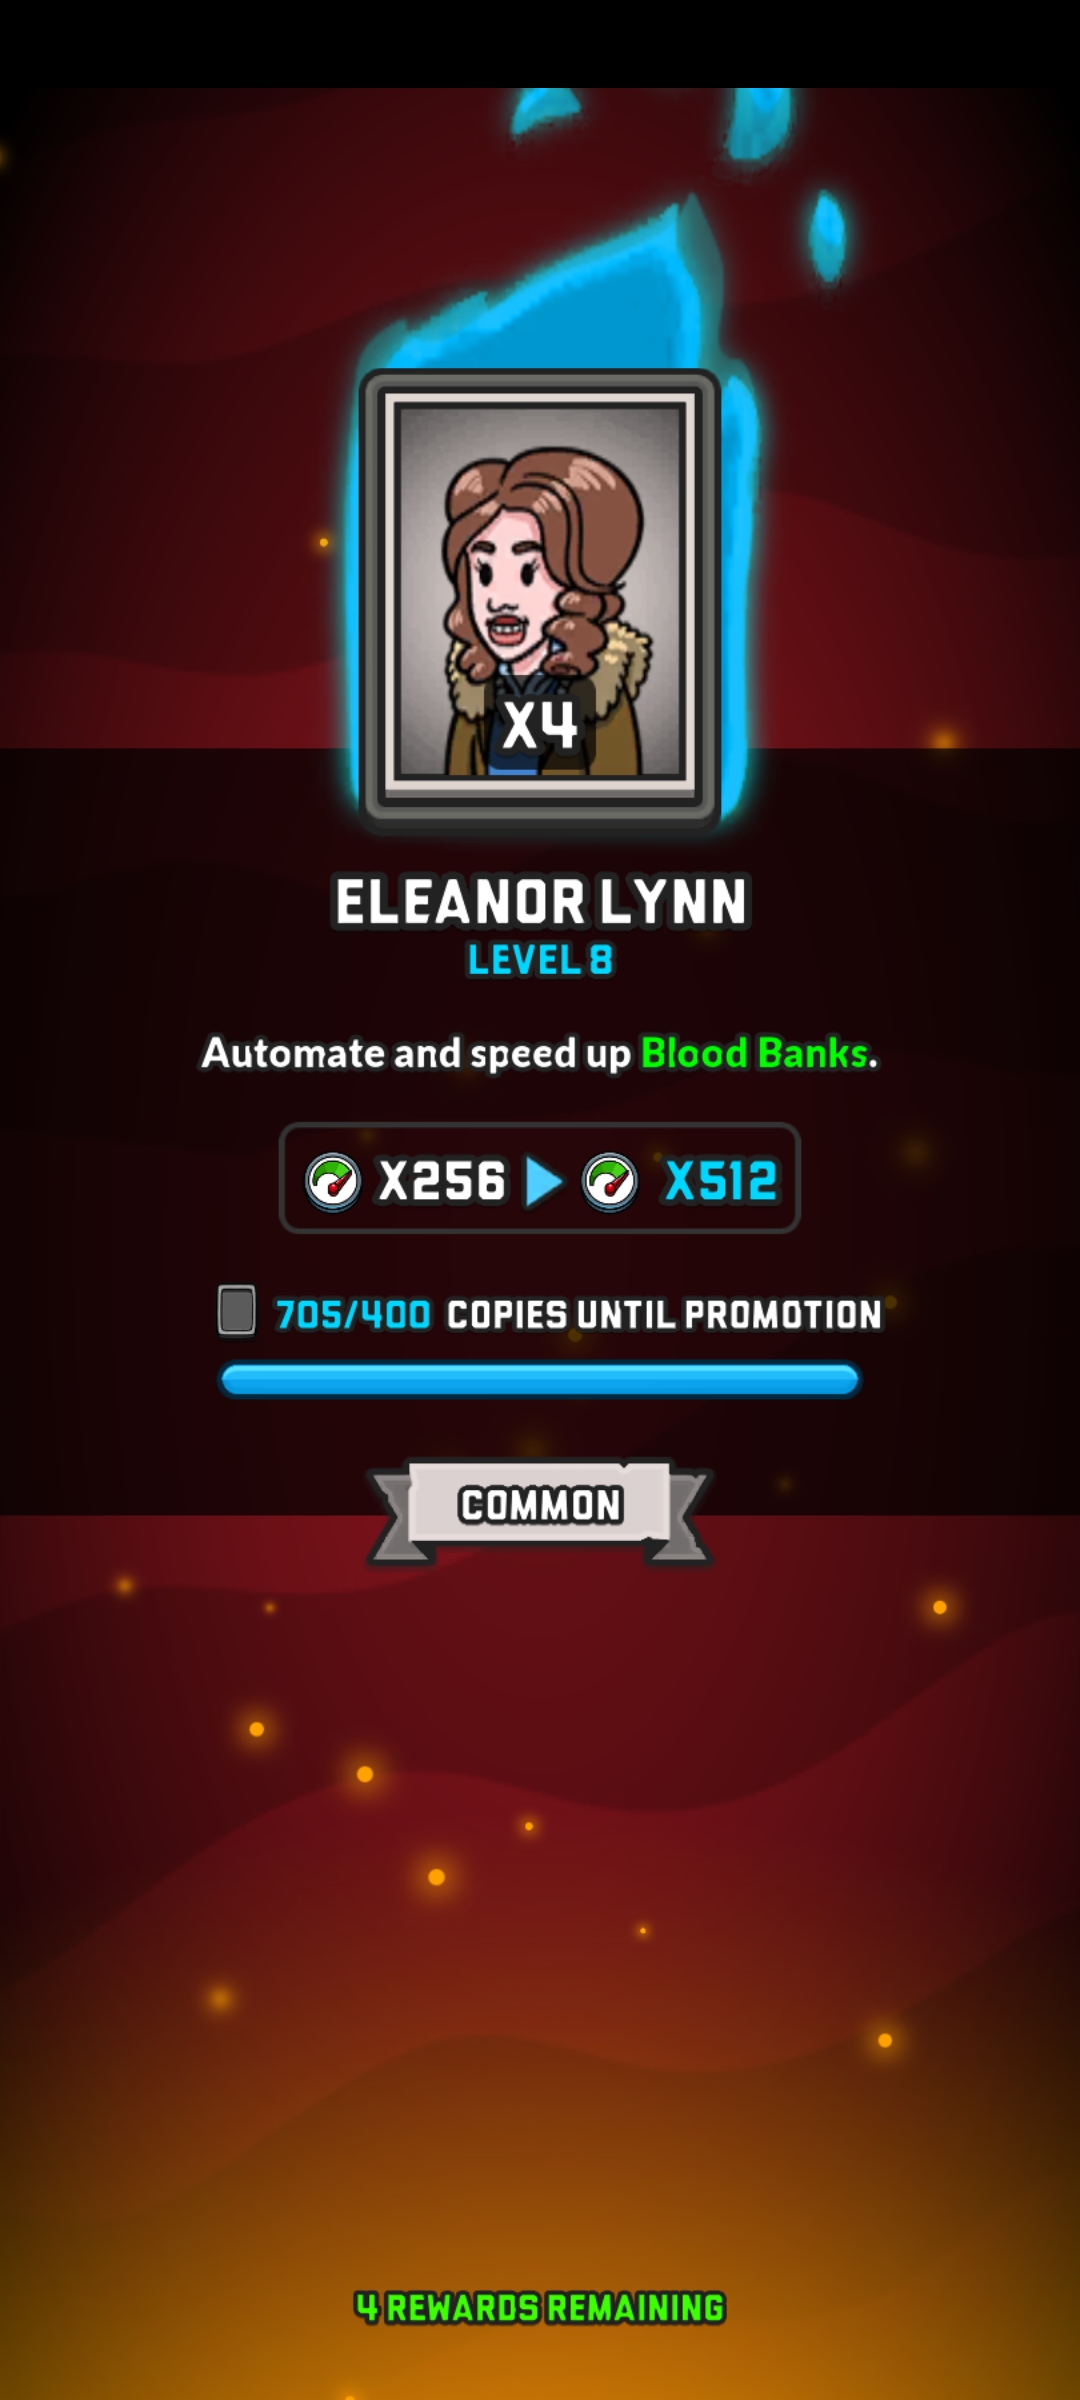 X4
ELEANOR LYNN
LEVEL 8
Automate and speed up Blood Banks.
X256 X512
705/400 COPIES UNTIL PROMOTION
COMMON
4 REWARDS REMAINING